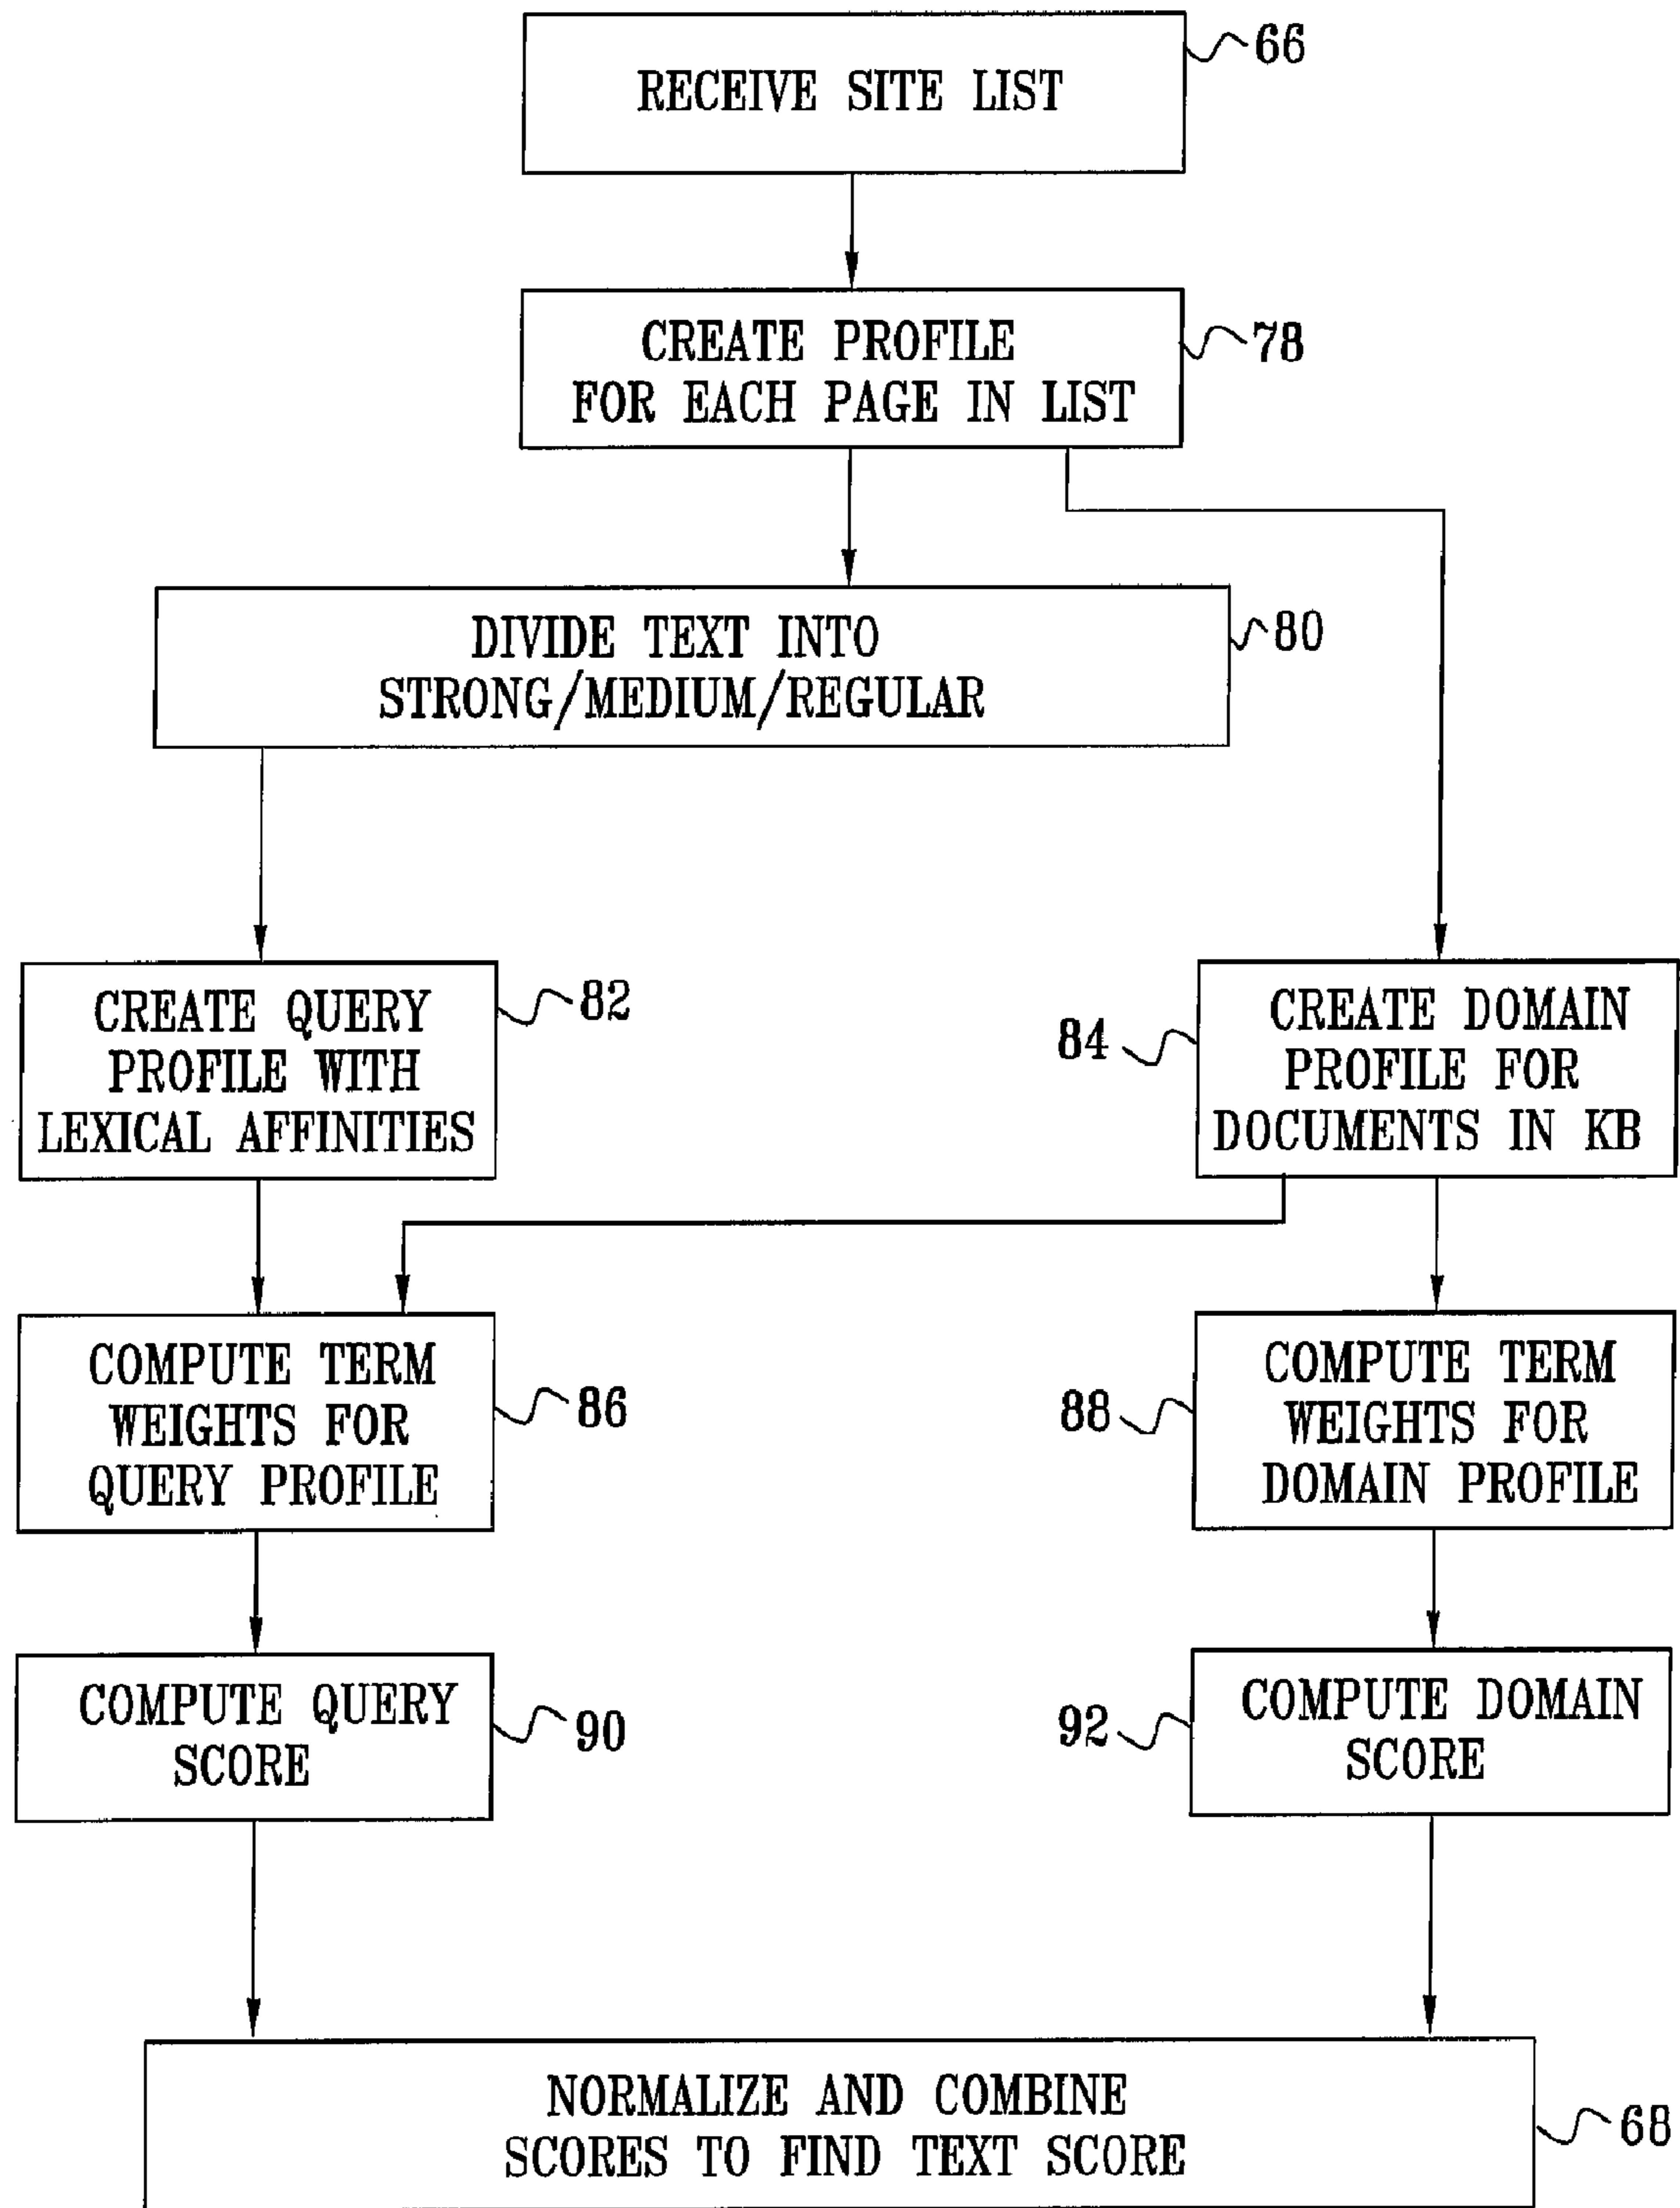 RECEIVE SITE LIST
66
CREATE PROFILE
FOR EACH PAGE IN LIST
78
DIVIDE TEXT INTO
STRONG/MEDIUM/REGULAR
80
CREATE QUERY
PROFILE WITH
LEXICAL AFFINITIES
82
84
CREATE DOMAIN
PROFILE FOR
DOCUMENTS IN KB
COMPUTE TERM
WEIGHTS FOR
QUERY PROFILE
86
88
COMPUTE TERM
WEIGHTS FOR
DOMAIN PROFILE
COMPUTE QUERY
SCORE
90
92
COMPUTE DOMAIN
SCORE
NORMALIZE AND COMBINE
SCORES TO FIND TEXT SCORE
68